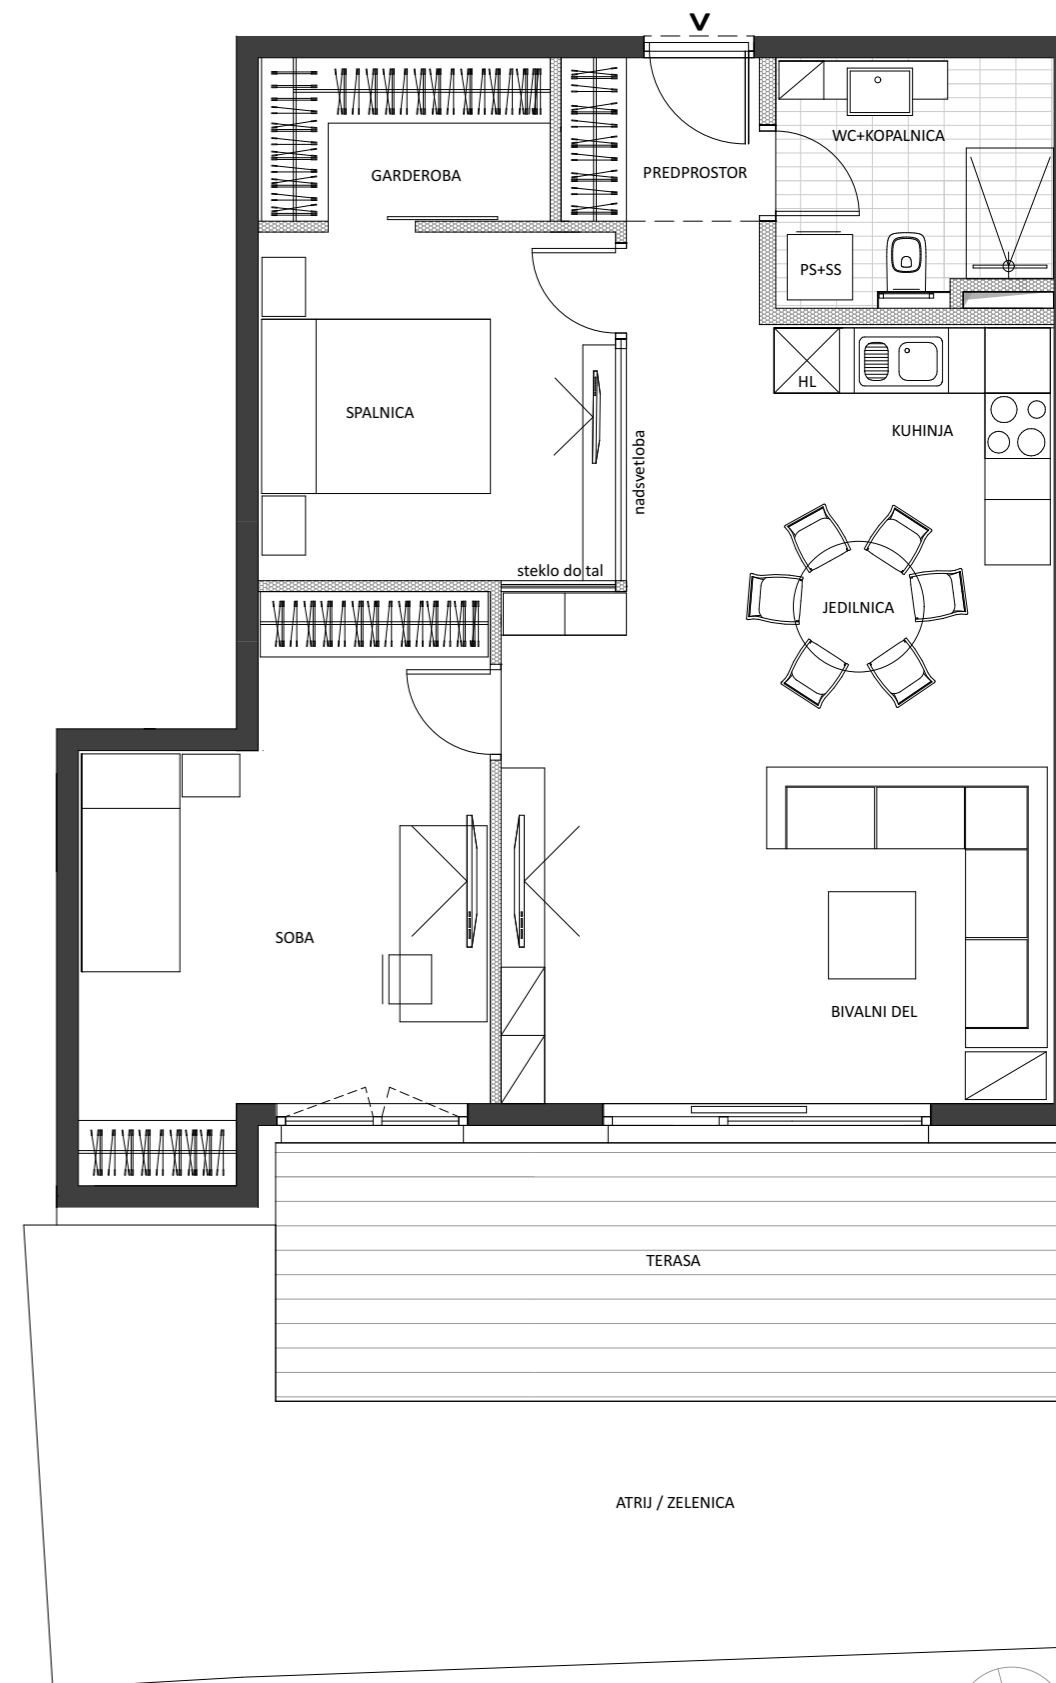 WC+KOPALNICA
PREDPROSTOR
GARDEROBA
PS+SS
HL
SPALNICA
KUHINJA
nadsvetloba
steklo do tal
JEDILNICA
SOBA
BIVALNI DEL
TERASA
ATRIJ / ZELENICA